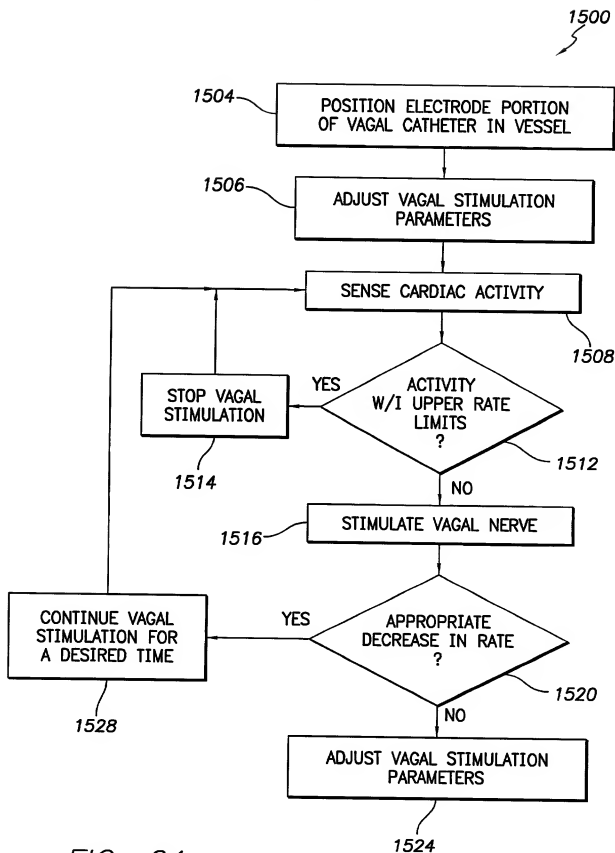 1500
1504
POSITION ELECTRODE PORTION
OF VAGAL CATHETER IN VESSEL
1506
ADJUST VAGAL STIMULATION
PARAMETERS
SENSE CARDIAC ACTIVITY
1508
YES
STOP VAGAL
STIMULATION
1514
ACTIVITY
W/I UPPER RATE
LIMITS
?
1512
NO
1516
STIMULATE VAGAL NERVE
CONTINUE VAGAL
STIMULATION FOR
A DESIRED TIME
1528
YES
APPROPRIATE
DECREASE IN RATE
?
1520
NO
ADJUST VAGAL STIMULATION
PARAMETERS
1524